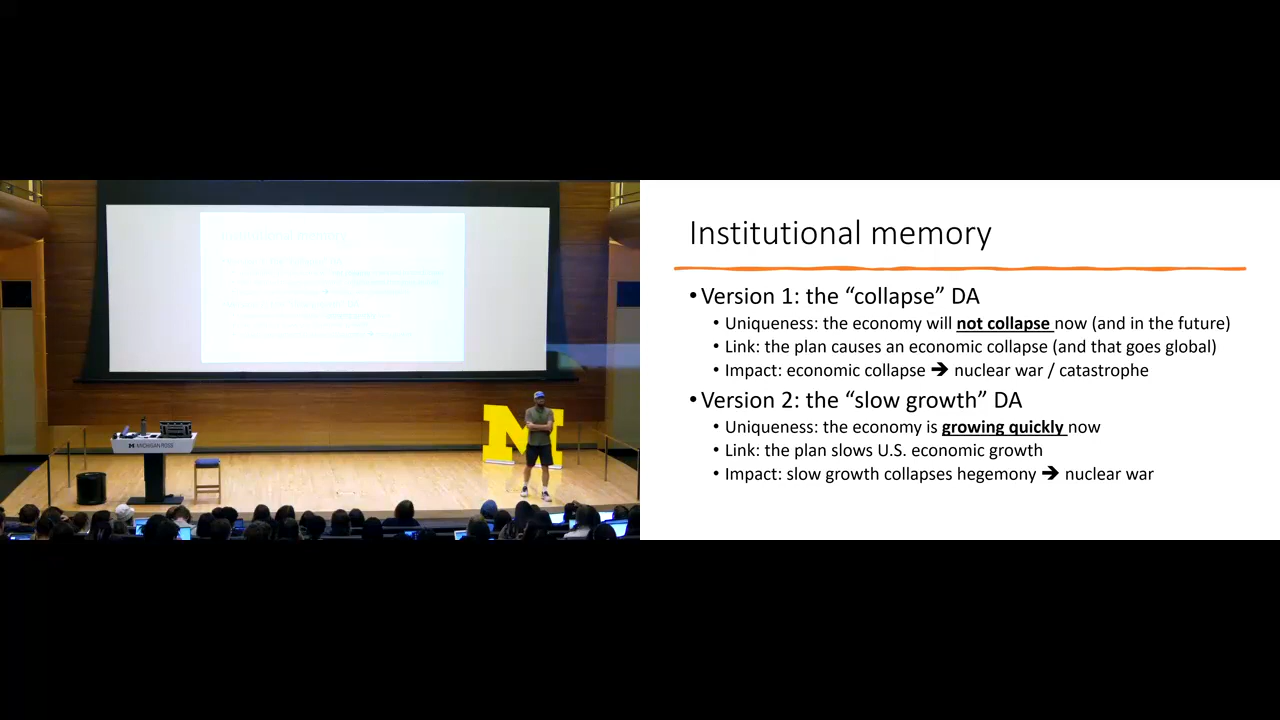 Institutional memory
• Version 1: the “collapse” DA
• Uniqueness: the economy will not collapse now (and in the future)
• Link: the plan causes an economic collapse (and that goes global)
• Impact: economic collapse ➔ nuclear war / catastrophe
• Version 2: the “slow growth” DA
• Uniqueness: the economy is growing quickly now
• Link: the plan slows U.S. economic growth
• Impact: slow growth collapses hegemony ➔ nuclear war
M
M MICHIGAN ROSS